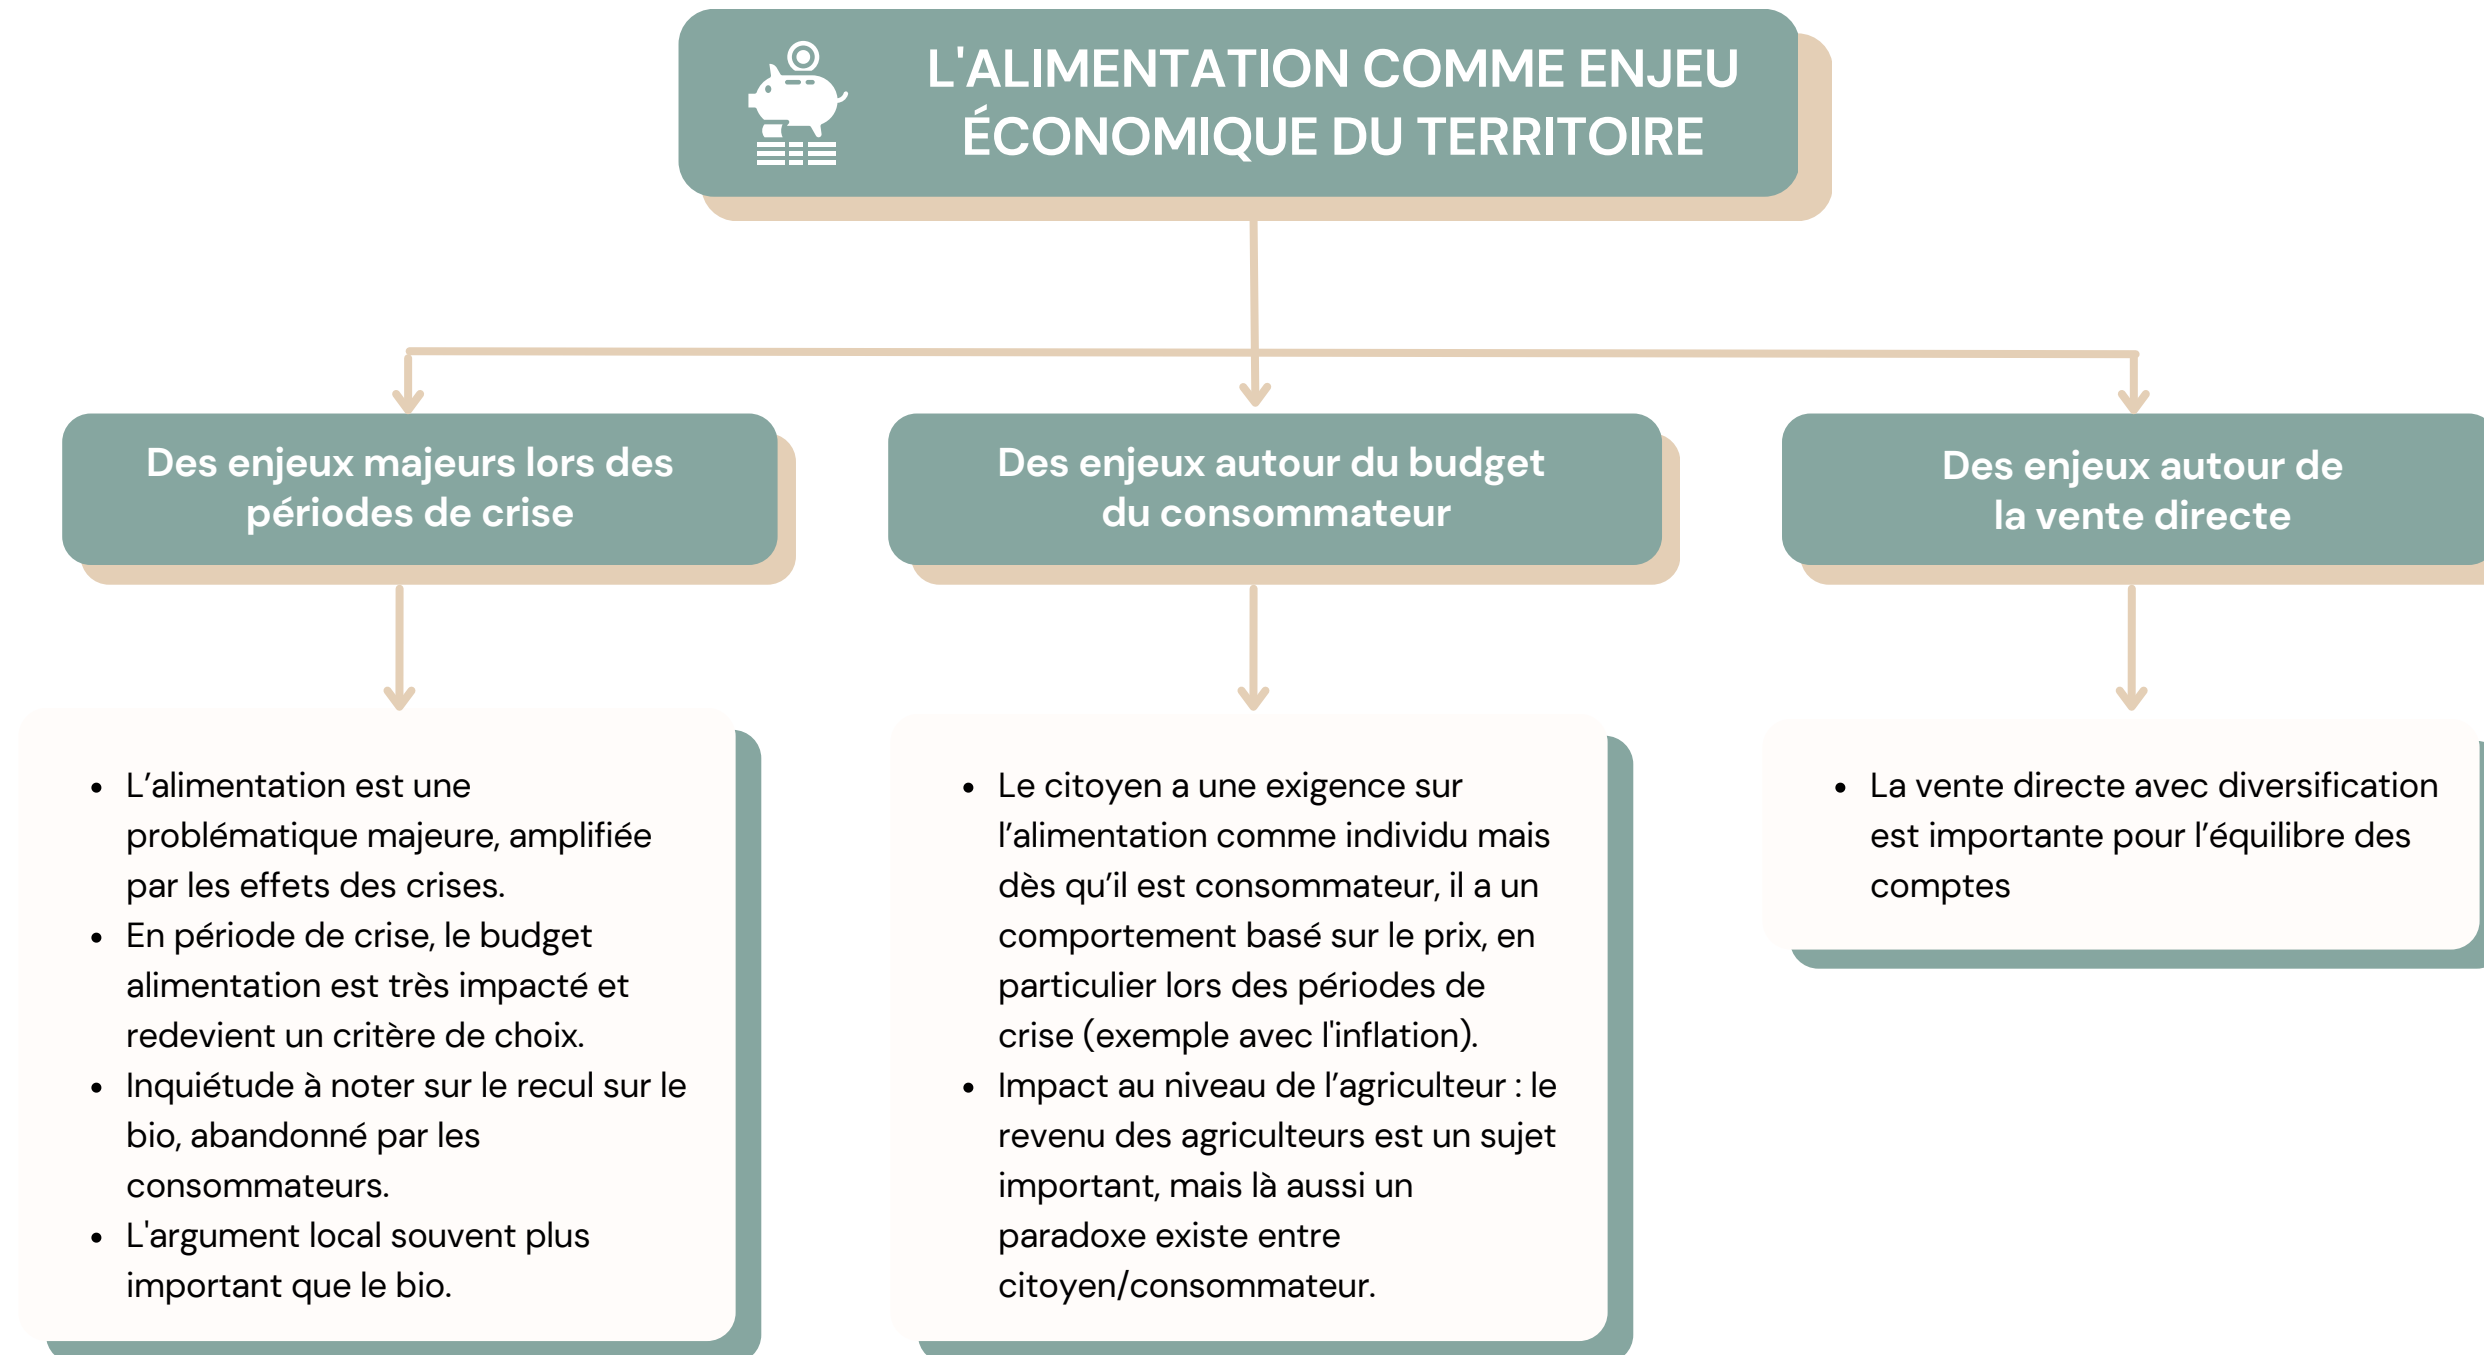 L'ALIMENTATION COMME ENJEU
ÉCONOMIQUE DU TERRITOIRE
Des enjeux majeurs lors des
périodes de crise
L’alimentation est une
problématique majeure, amplifiée
par les effets des crises.
En période de crise, le budget
alimentation est très impacté et
redevient un critère de choix.
Inquiétude à noter sur le recul sur le
bio, abandonné par les
consommateurs.
L'argument local souvent plus
important que le bio.
Des enjeux autour du budget
du consommateur
Le citoyen a une exigence sur
l’alimentation comme individu mais
dès qu’il est consommateur, il a un
comportement basé sur le prix, en
particulier lors des périodes de
crise (exemple avec l'inflation).
Impact au niveau de l’agriculteur : le
revenu des agriculteurs est un sujet
important, mais là aussi un
paradoxe existe entre
citoyen/consommateur.
Des enjeux autour de
la vente directe
La vente directe avec diversification
est importante pour l’équilibre des
comptes